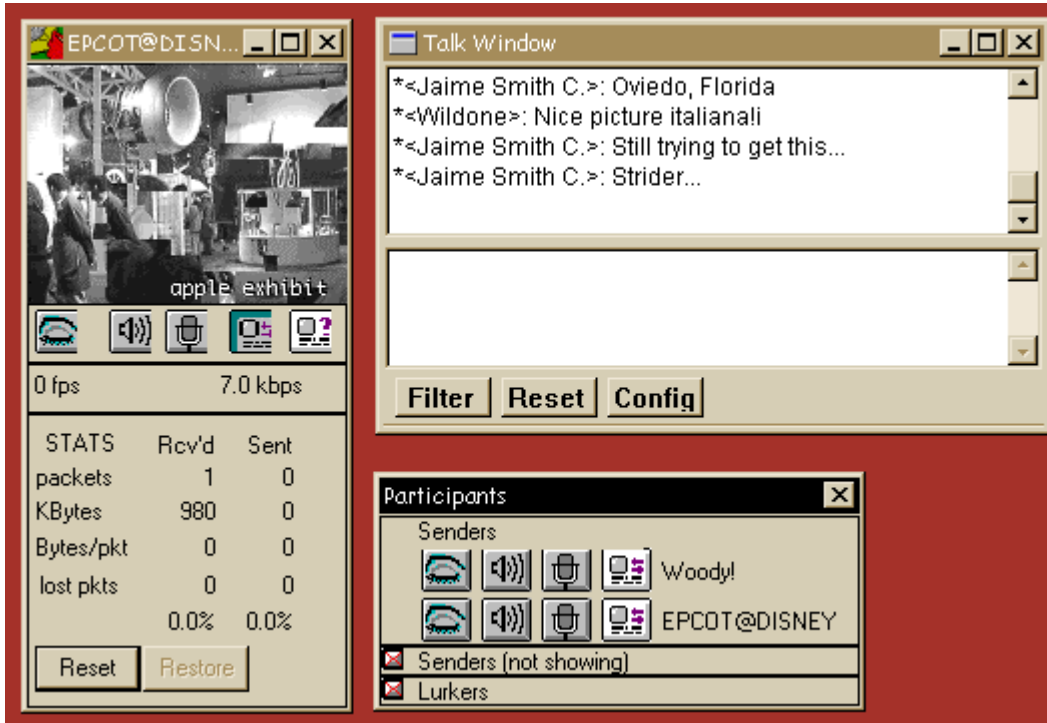 EPCOT@DISN...
apple exhibit
0 fps 7.0 kbps
STATS Rcv'd Sent
packets 1 0
KBytes 980 0
Bytes/pkt 0 0
lost pkts 0 0
0.0% 0.0%
Reset Restore
Talk Window
*<Jaime Smith C.>: Oviedo, Florida
*<Wildone>: Nice picture italiana!i
*<Jaime Smith C.>: Still trying to get this...
*<Jaime Smith C.>: Strider...
Filter Reset Config
Participants
Senders
Woody!
EPCOT@DISNEY
Senders (not showing)
Lurkers